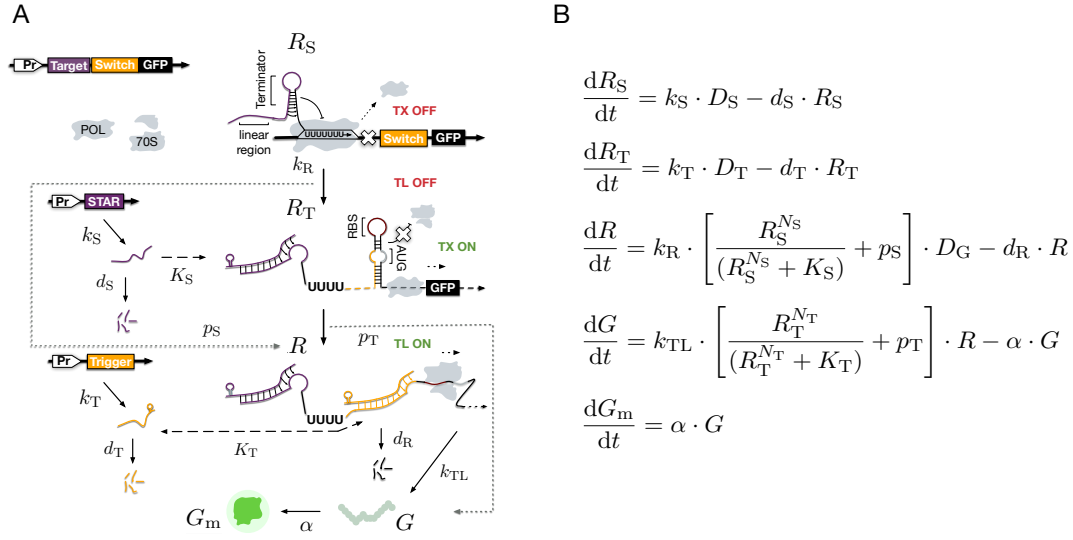 A
Pr Target Switch GFP
POL
70S
R_S
Terminator
linear
region
TX OFF
UUUUUUU
Switch GFP
k_R
TL OFF
Pr STAR
R_T
RBS
AUG
TX ON
k_S
K_S
d_S
UUUU
GFP
p_S
p_T
Pr Trigger
R
TL ON
k_T
UUUU
d_T
K_T
d_R
k_TL
G_m
α
G
B
dR_S/dt = k_S · D_S − d_S · R_S
dR_T/dt = k_T · D_T − d_T · R_T
dR/dt = k_R · [R_S^{N_S}/(R_S^{N_S} + K_S) + p_S] · D_G − d_R · R
dG/dt = k_TL · [R_T^{N_T}/(R_T^{N_T} + K_T) + p_T] · R − α · G
dG_m/dt = α · G